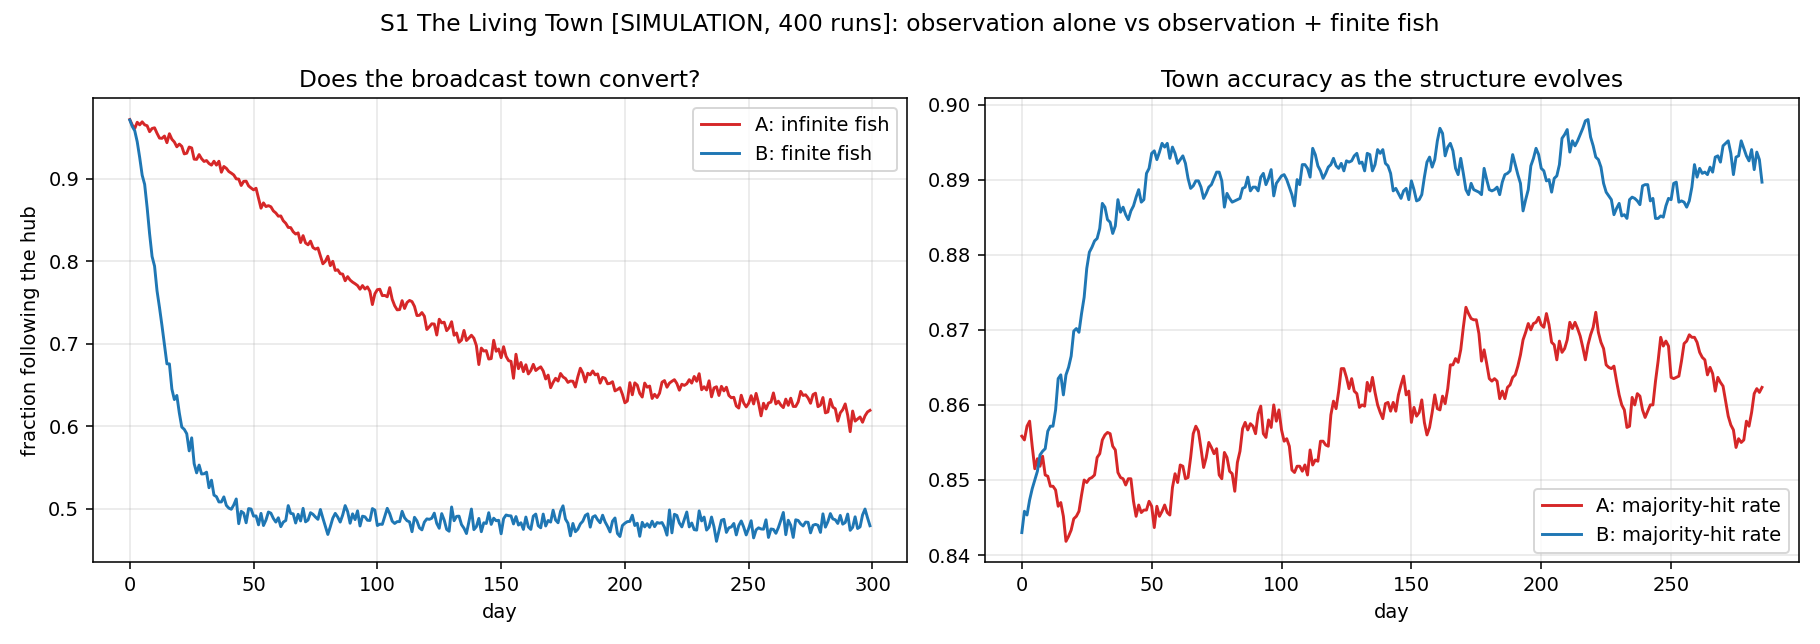 S1 The Living Town [SIMULATION, 400 runs]: observation alone vs observation + finite fish
Does the broadcast town convert?
fraction following the hub
0.9
0.8
0.7
0.6
0.5
A: infinite fish
B: finite fish
0
50
100
150
200
250
300
day
Town accuracy as the structure evolves
0.90
0.89
0.88
0.87
0.86
0.85
0.84
A: majority-hit rate
B: majority-hit rate
0
50
100
150
200
250
day